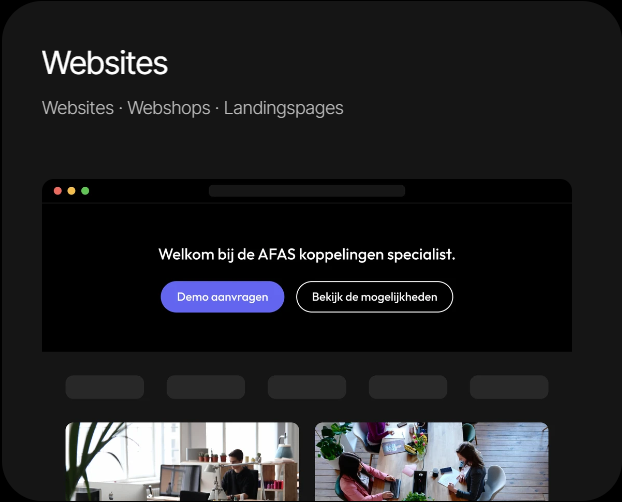 Websites
Websites · Webshops · Landingspages
Welkom bij de AFAS koppelingen specialist.
Demo aanvragen
Bekijk de mogelijkheden